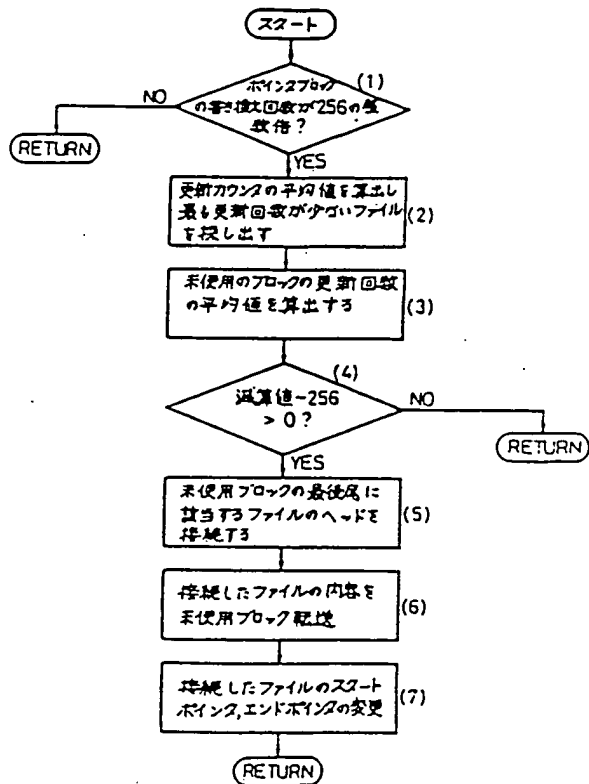 スタート
(1)
ポインタブロック
の書き換え回数が256の整
数倍?
NO
RETURN
YES
更新カウンタの平均値を算出し
最も更新回数が少ないファイル
を探し出す
(2)
未使用のブロックの更新回数
の平均値を算出する
(3)
(4)
減算値-256
> 0?
NO
RETURN
YES
未使用ブロックの最後尾に
該当するファイルのヘッドを
接続する
(5)
接続したファイルの内容を
未使用ブロック転送
(6)
接続したファイルのスタート
ポインタ,エンドポインタの変更
(7)
RETURN